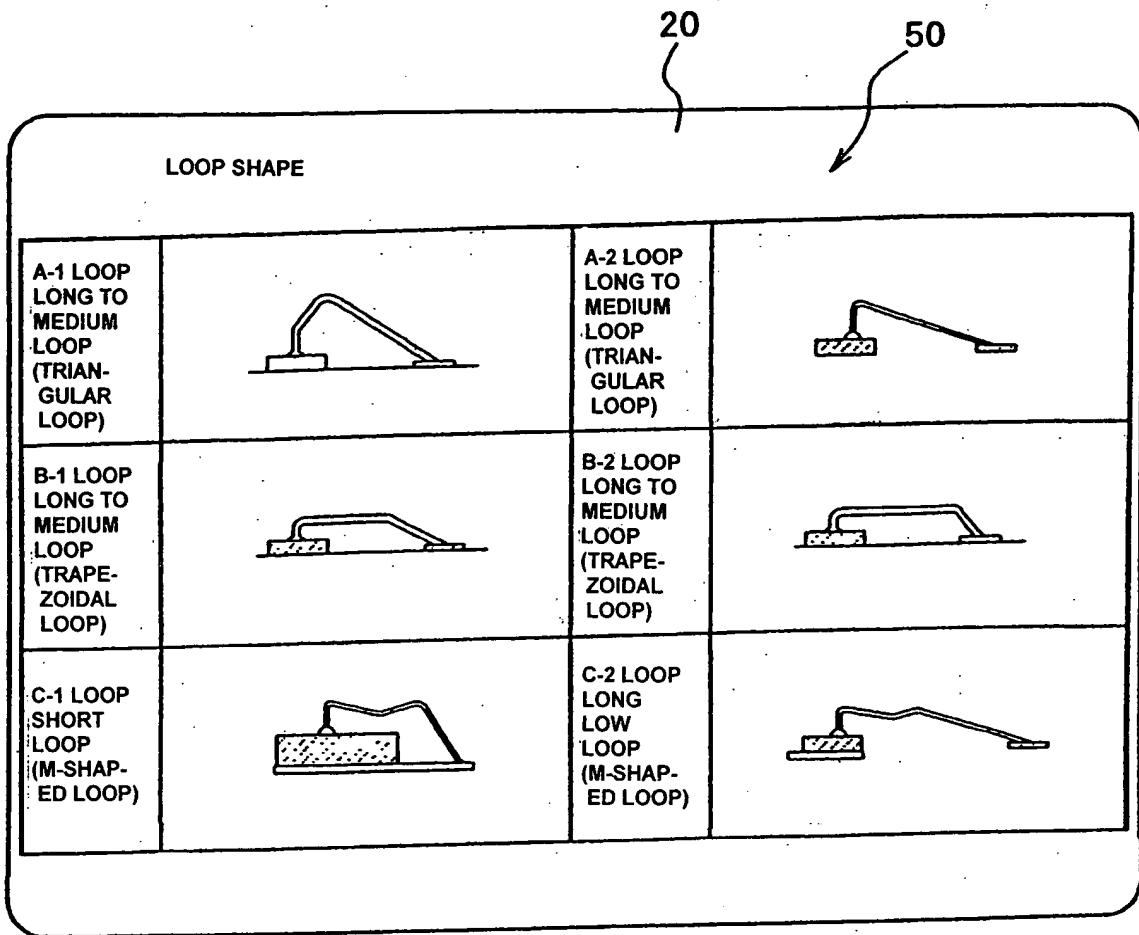 20
50
LOOP SHAPE
A-1 LOOP
LONG TO
MEDIUM
LOOP
(TRIAN-
GULAR
LOOP)
A-2 LOOP
LONG TO
MEDIUM
LOOP
(TRIAN-
GULAR
LOOP)
B-1 LOOP
LONG TO
MEDIUM
LOOP
(TRAPE-
ZOIDAL
LOOP)
B-2 LOOP
LONG TO
MEDIUM
LOOP
(TRAPE-
ZOIDAL
LOOP)
C-1 LOOP
SHORT
LOOP
(M-SHAP-
ED LOOP)
C-2 LOOP
LONG
LOW
LOOP
(M-SHAP-
ED LOOP)